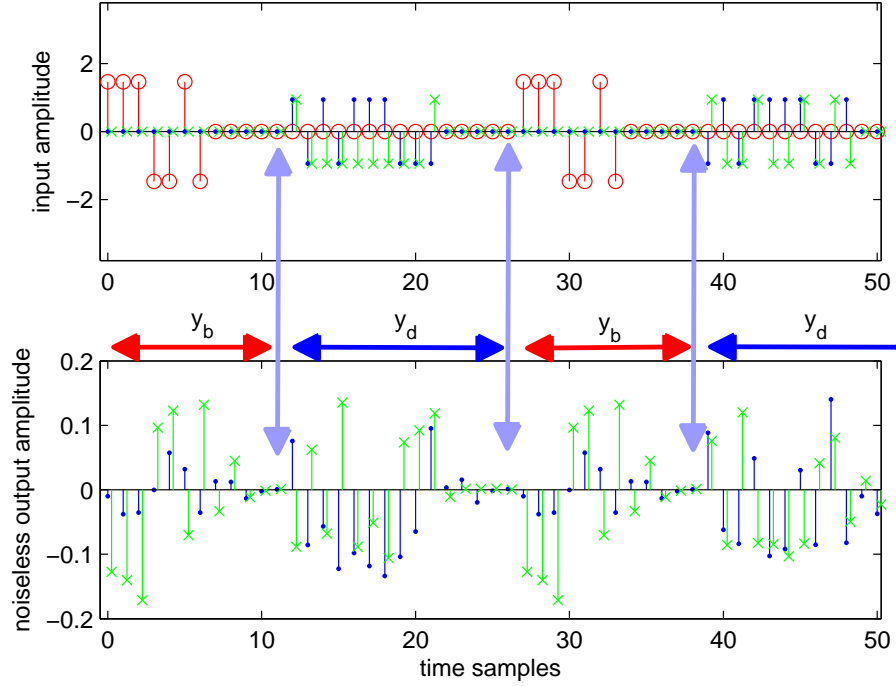 input amplitude
2
0
−2
0
10
20
30
40
50
y_b
y_d
y_b
y_d
noiseless output amplitude
0.2
0.1
0
−0.1
−0.2
0
10
20
30
40
50
time samples